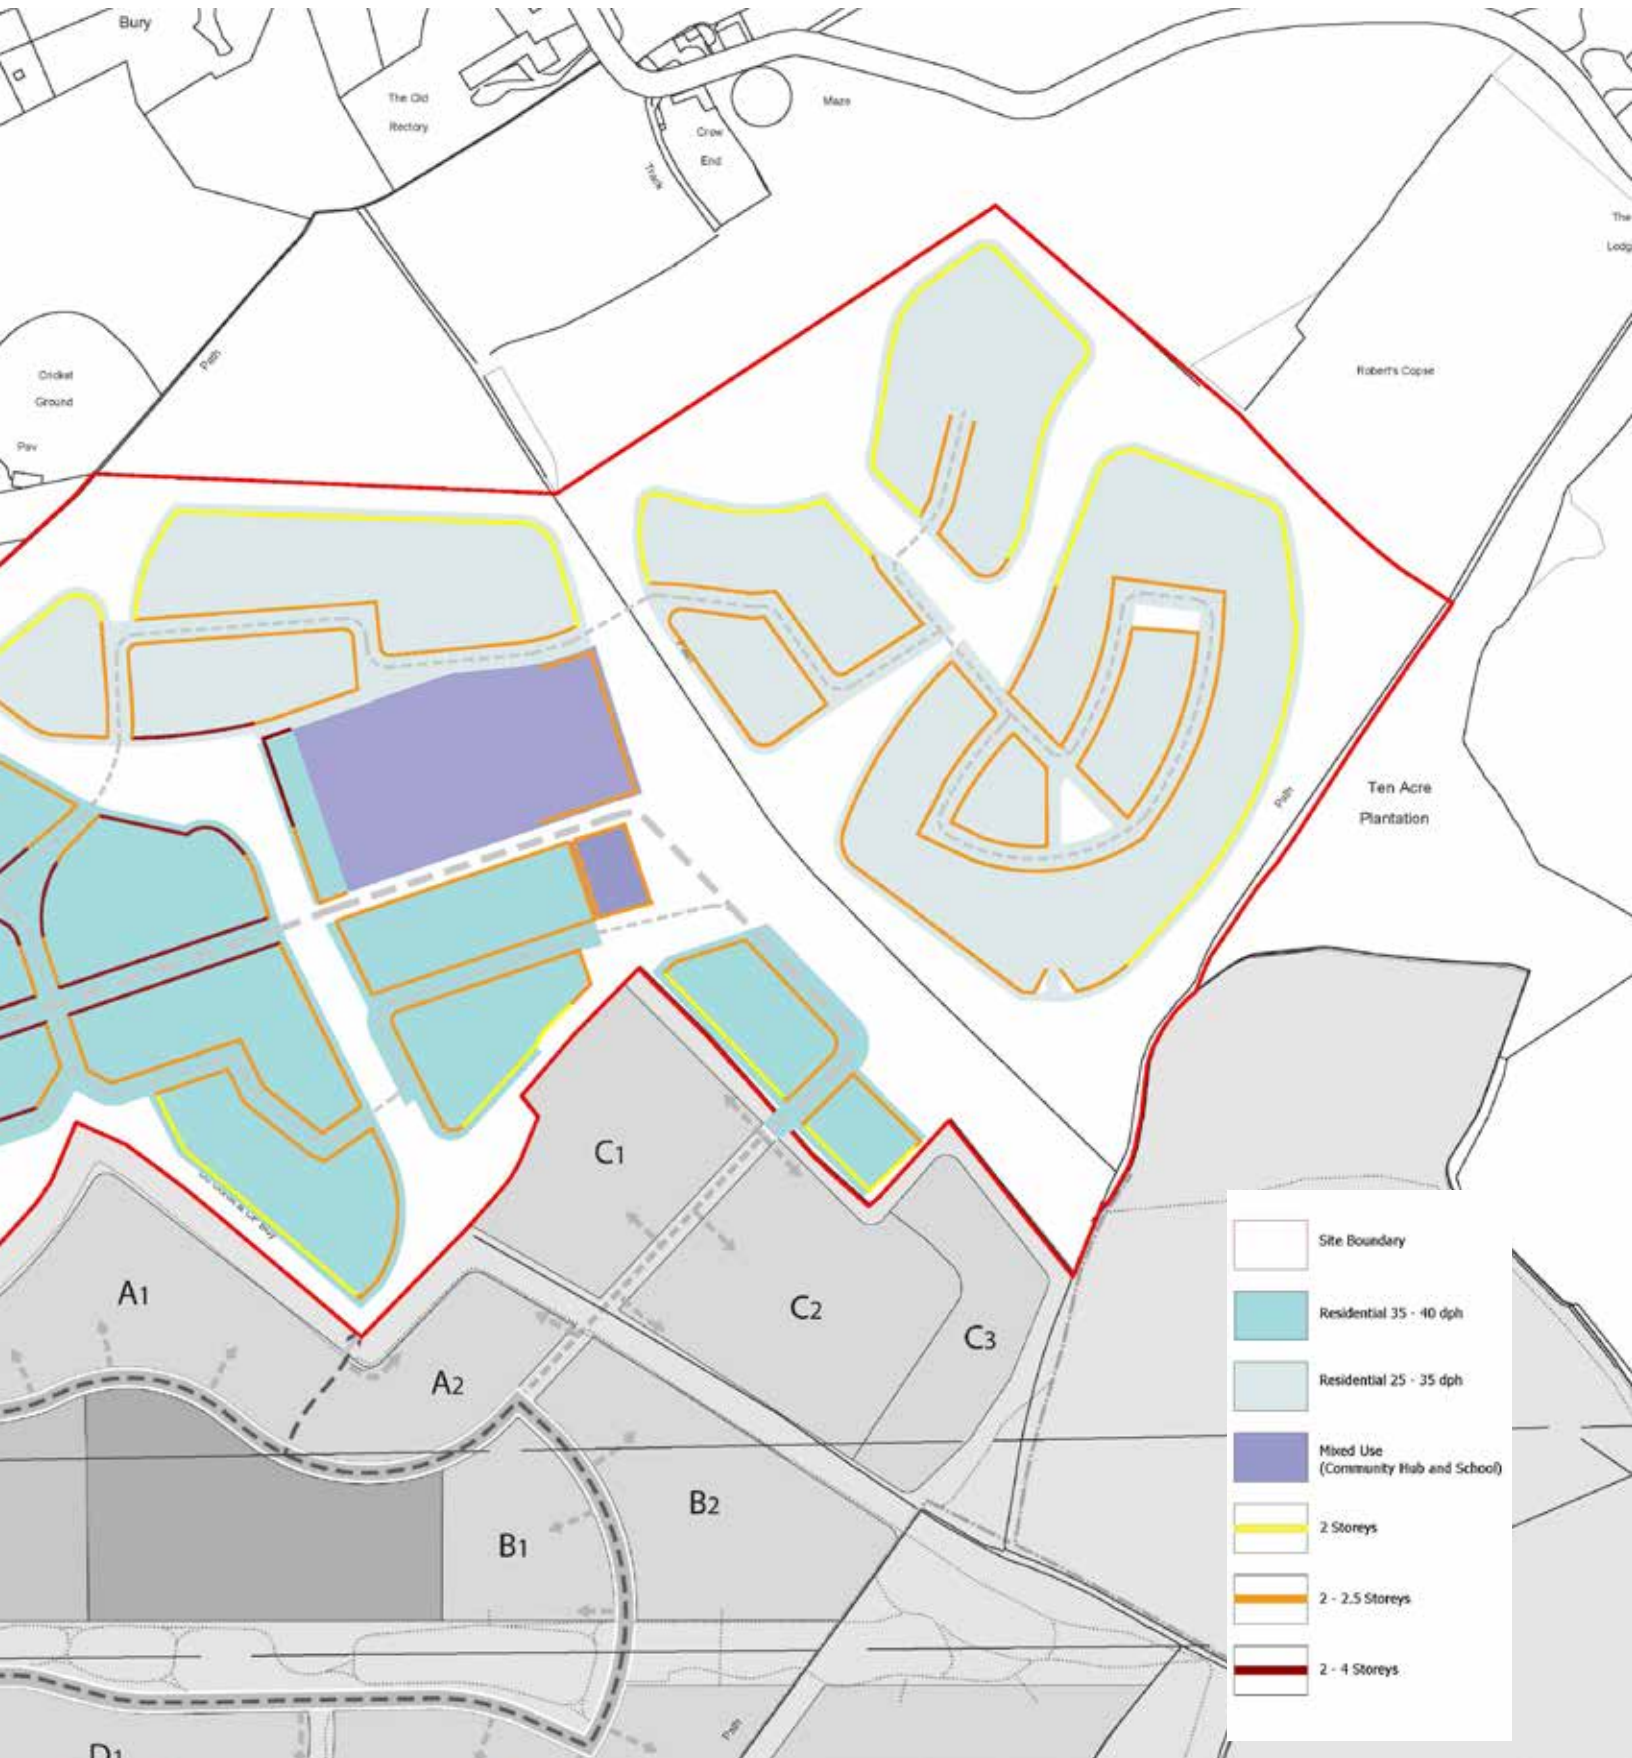 Bury
The Old
Rectory
Maze
Crow
End
Track
The
Lodg
Path
Cricket
Ground
Pav
Robert's Copse
Ten Acre
Plantation
Path
C1
A1
C2
C3
A2
B2
B1
D1
Path
Site Boundary
Residential 35 - 40 dph
Residential 25 - 35 dph
Mixed Use
(Community Hub and School)
2 Storeys
2 - 2.5 Storeys
2 - 4 Storeys